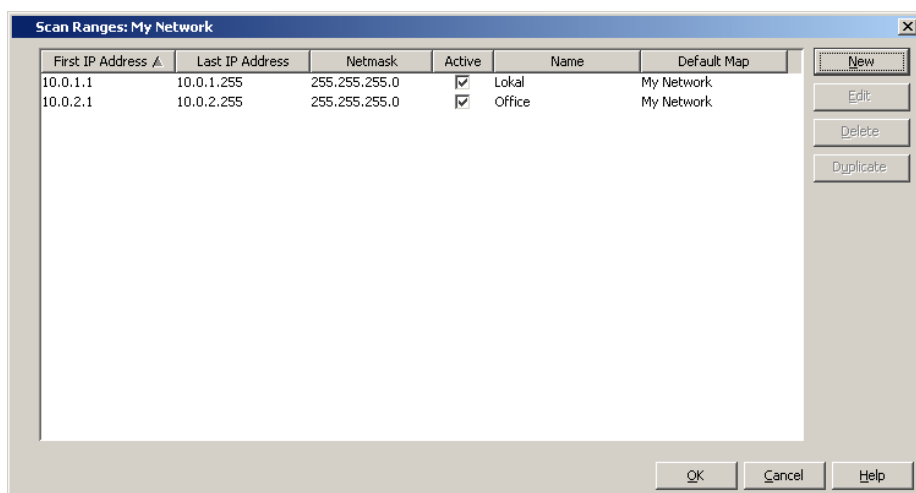 Scan Ranges: My Network
First IP Address Last IP Address Netmask Active Name Default Map
10.0.1.1 10.0.1.255 255.255.255.0 Lokal My Network
10.0.2.1 10.0.2.255 255.255.255.0 Office My Network
New
Edit
Delete
Duplicate
OK Cancel Help